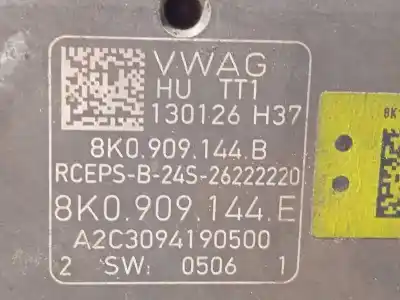 VWAG
HU TT1
130126 H37
8K0.909.144.B
RCEPS-B-24S-26222220
8K0.909.144.E
A2C3094190500
2 SW: 0506 1
8K